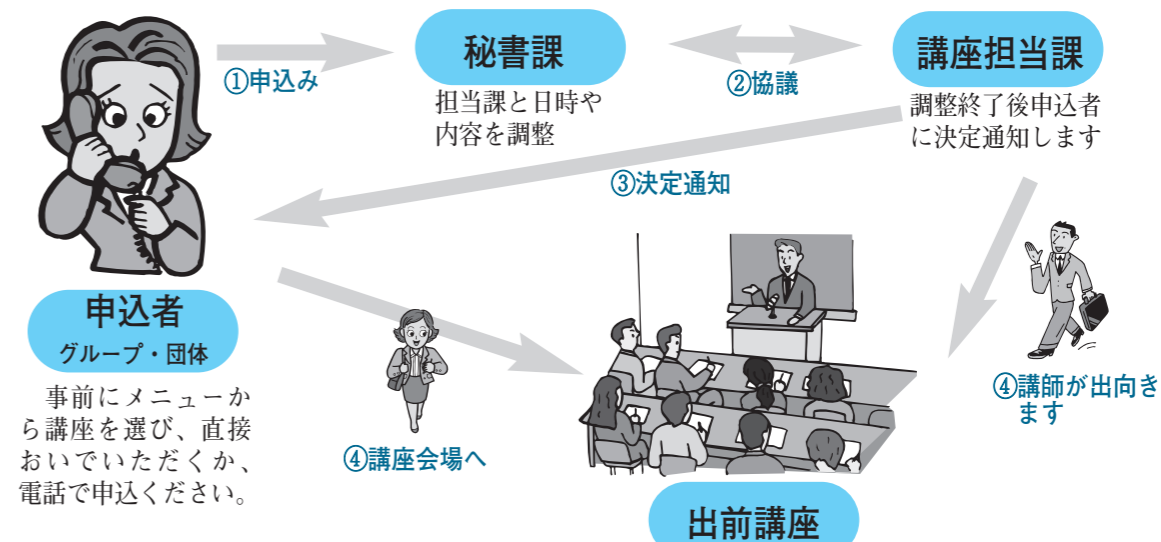 ①申込み
秘書課
担当課と日時や
内容を調整
②協議
講座担当課
調整終了後申込者
に決定通知します
③決定通知
申込者
グループ・団体
事前にメニューか
ら講座を選び、直接
おいでいただくか、
電話で申込ください。
④講座会場へ
④講師が出向き
ます
出前講座